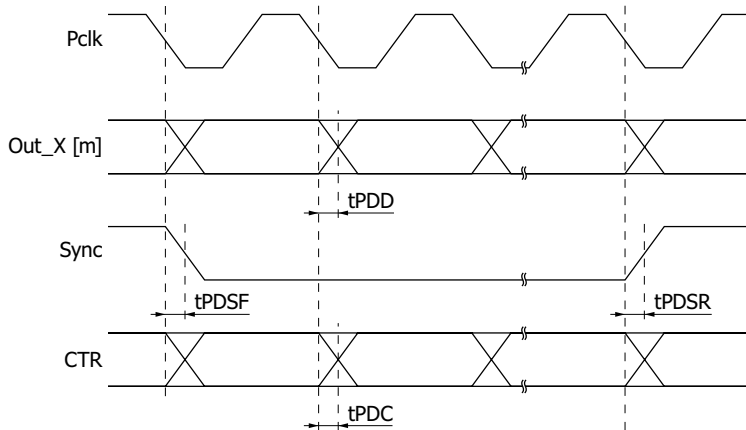 Pclk
Out_X [m]
tPDD
Sync
tPDSF
tPDSR
CTR
tPDC